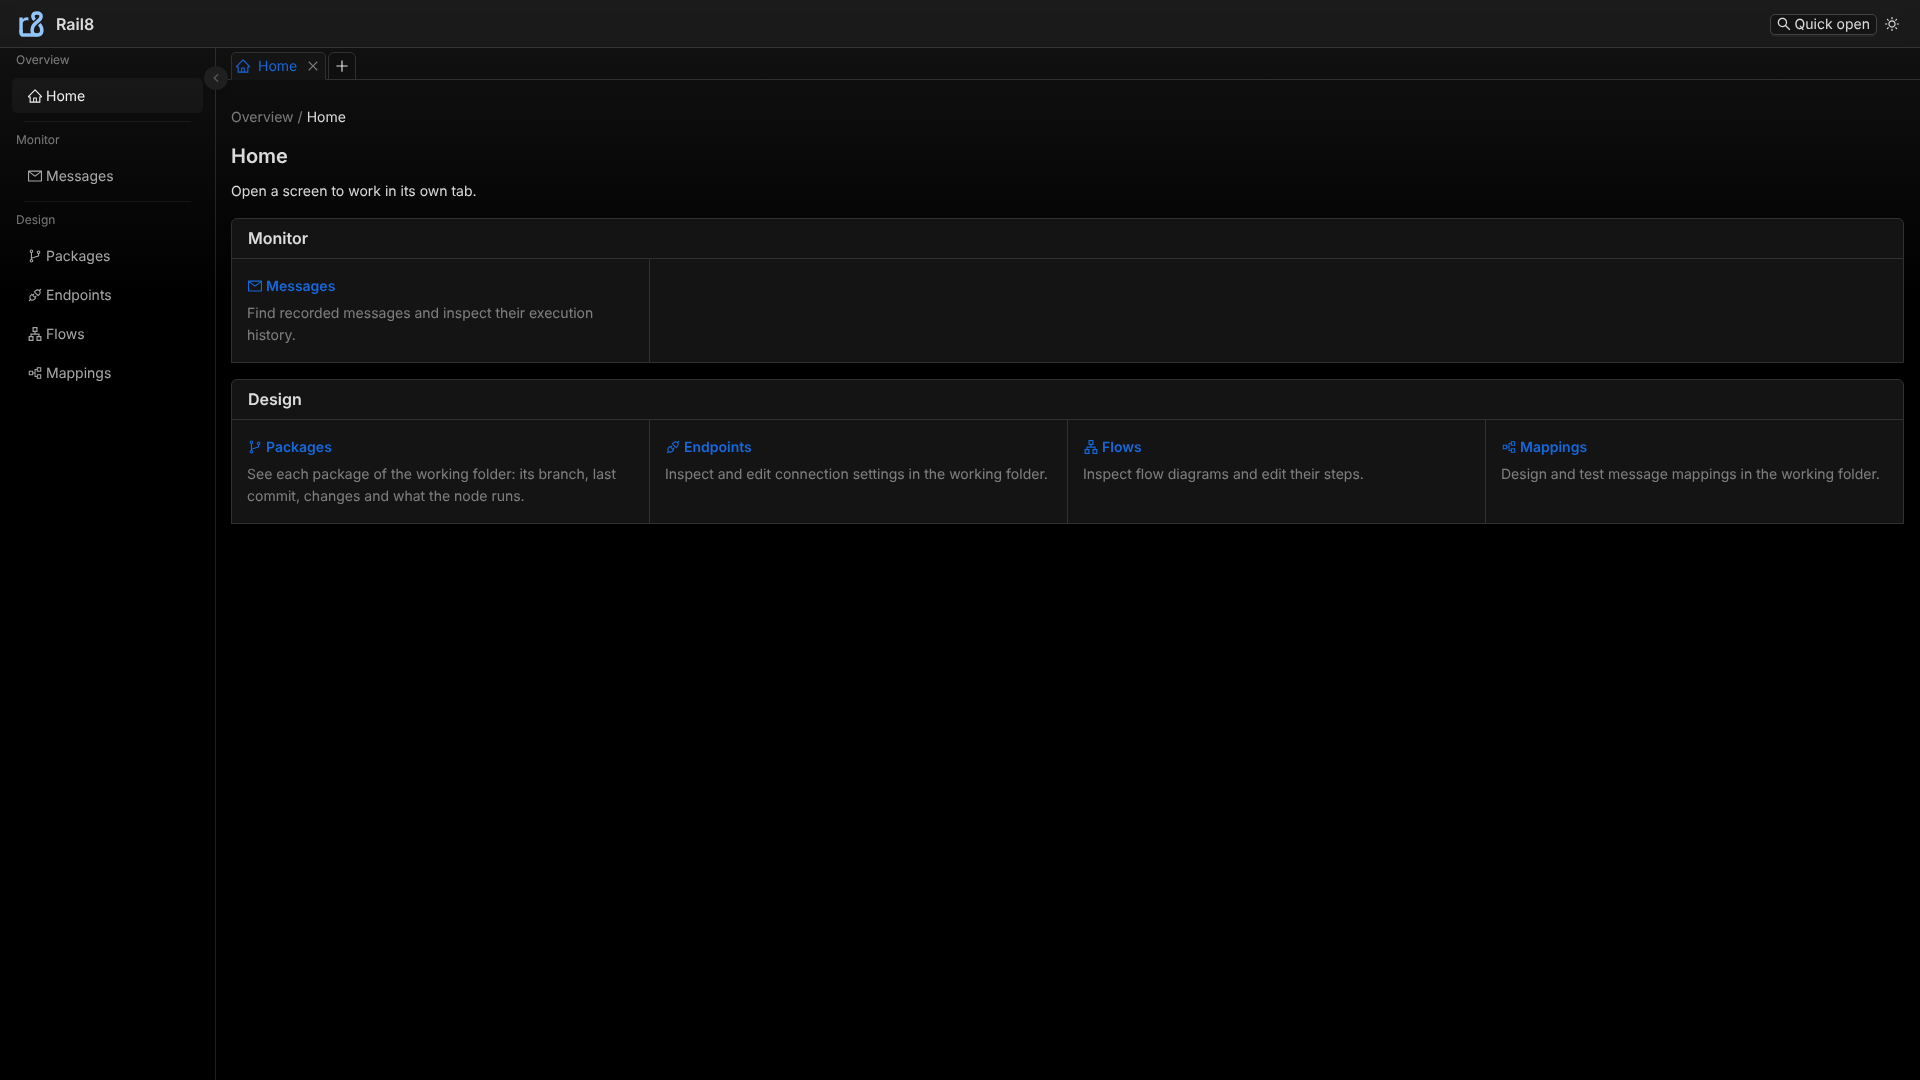 r8 Rail8
Quick open
Overview
Home
Monitor
Messages
Design
Packages
Endpoints
Flows
Mappings
Home
Overview / Home
Home
Open a screen to work in its own tab.
Monitor
Messages
Find recorded messages and inspect their execution
history.
Design
Packages
See each package of the working folder: its branch, last
commit, changes and what the node runs.
Endpoints
Inspect and edit connection settings in the working folder.
Flows
Inspect flow diagrams and edit their steps.
Mappings
Design and test message mappings in the working folder.